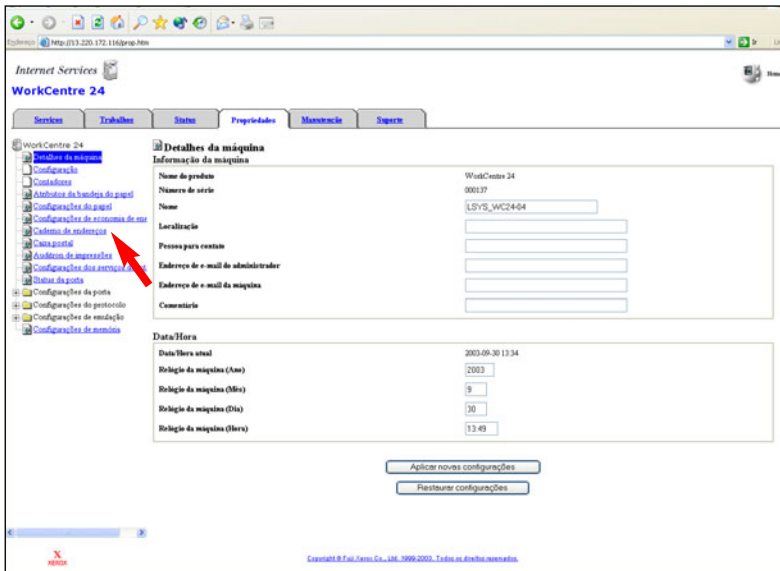 Endereço http://13.220.172.116/prop.htm Ir
Internet Services
WorkCentre 24
Serviços Trabalhos Status Propriedades Manutenção Suporte
WorkCentre 24
Detalhes da máquina
Configuração
Contadores
Atributos da bandeja do papel
Configurações do papel
Configurações de economia de ene
Caderno de endereços
Caixa postal
Auditron de impressões
Configurações dos serviços
Status da porta
Configurações da porta
Configurações do protocolo
Configurações de emulação
Configurações de memória
Detalhes da máquina
Informação da máquina
Nome do produto WorkCentre 24
Número de série 000137
Nome LSYS_WC24-04
Localização
Pessoa para contato
Endereço de e-mail do administrador
Endereço de e-mail da máquina
Comentário
Data/Hora
Data/Hora atual 2003-09-30 13:34
Relógio da máquina (Ano) 2003
Relógio da máquina (Mês) 9
Relógio da máquina (Dia) 30
Relógio da máquina (Hora) 13:49
Aplicar novas configurações
Restaurar configurações
X
XEROX
Copyright © Fuji Xerox Co., Ltd. 1999-2003. Todos os direitos reservados.